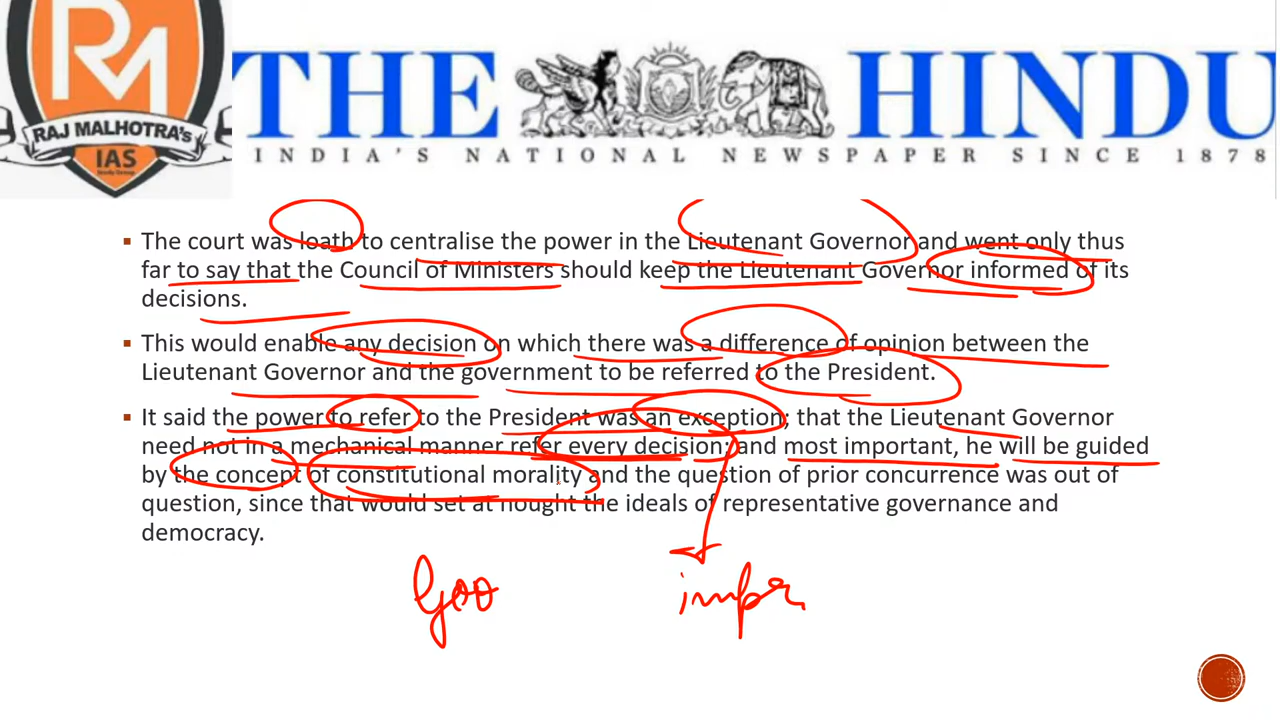 RM
RAJ MALHOTRA's
IAS
Study Group
THE HINDU
INDIA'S NATIONAL NEWSPAPER SINCE 1878
▪ The court was loath to centralise the power in the Lieutenant Governor and went only thus
far to say that the Council of Ministers should keep the Lieutenant Governor informed of its
decisions.
▪ This would enable any decision on which there was a difference of opinion between the
Lieutenant Governor and the government to be referred to the President.
▪ It said the power to refer to the President was an exception; that the Lieutenant Governor
need not in a mechanical manner refer every decision; and most important, he will be guided
by the concept of constitutional morality and the question of prior concurrence was out of
question, since that would set at nought the ideals of representative governance and
democracy.